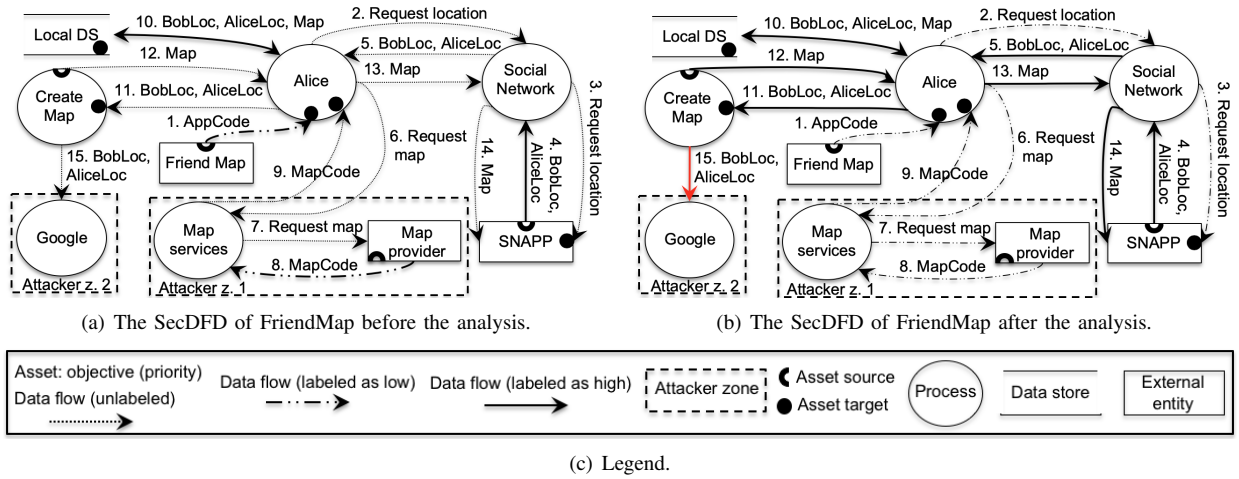 10. BobLoc, AliceLoc, Map
2. Request location
Local DS
12. Map
5. BobLoc, AliceLoc
Alice
13. Map
Social
Network
Create
Map
11. BobLoc, AliceLoc
1. AppCode
Friend Map
6. Request
map
3. Request location
14. Map
4. BobLoc,
AliceLoc
15. BobLoc,
AliceLoc
9. MapCode
Google
Map
services
7. Request map
Map
provider
8. MapCode
SNAPP
Attacker z. 2
Attacker z. 1
(a) The SecDFD of FriendMap before the analysis.
10. BobLoc, AliceLoc, Map
2. Request location
Local DS
12. Map
5. BobLoc, AliceLoc
Alice
13. Map
Social
Network
Create
Map
11. BobLoc, AliceLoc
1. AppCode
Friend Map
6. Request
map
3. Request location
14. Map
4. BobLoc,
AliceLoc
15. BobLoc,
AliceLoc
9. MapCode
Google
Map
services
7. Request map
Map
provider
8. MapCode
SNAPP
Attacker z. 2
Attacker z. 1
(b) The SecDFD of FriendMap after the analysis.
Asset: objective (priority)
Data flow (unlabeled)
Data flow (labeled as low)
Data flow (labeled as high)
Attacker zone
Asset source
Asset target
Process
Data store
External
entity
(c) Legend.